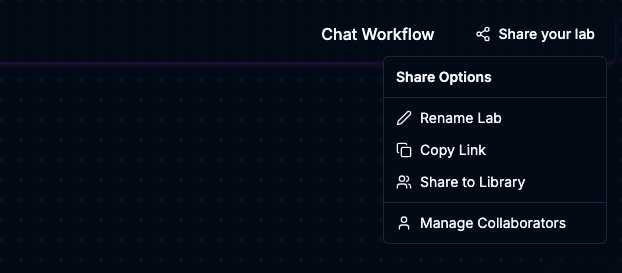 Chat Workflow
Share your lab
Share Options
Rename Lab
Copy Link
Share to Library
Manage Collaborators